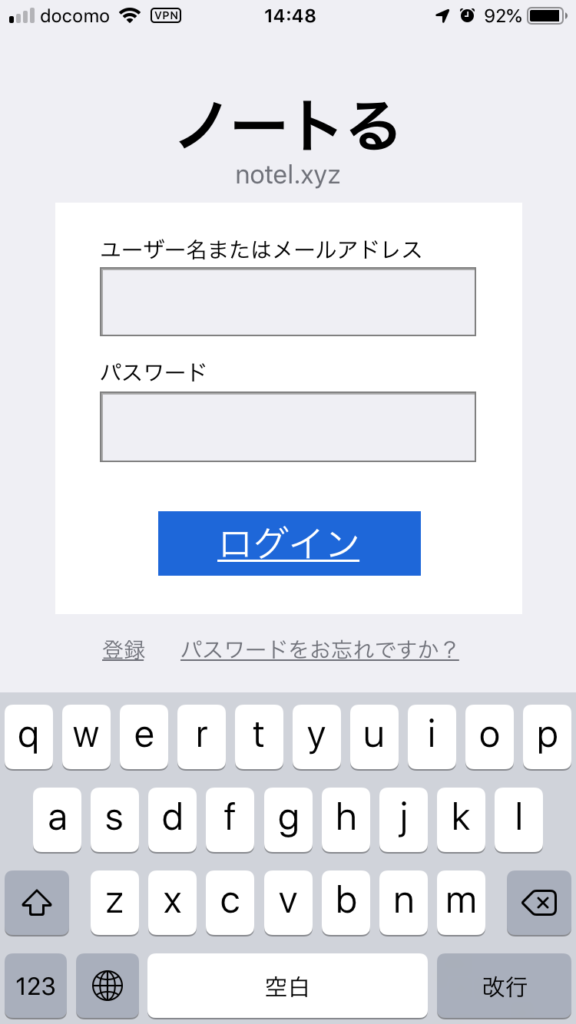 docomo VPN 14:48 92%
ノートる
notel.xyz
ユーザー名またはメールアドレス
パスワード
ログイン
登録 パスワードをお忘れですか？
q w e r t y u i o p
a s d f g h j k l
z x c v b n m
123 空白 改行